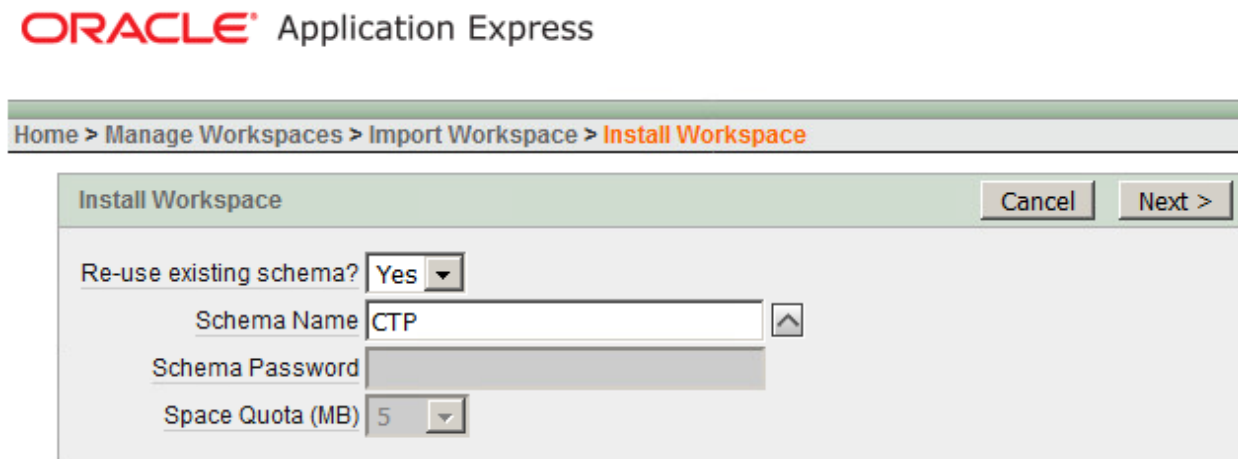 ORACLE Application Express
Home > Manage Workspaces > Import Workspace > Install Workspace
Install Workspace Cancel Next >
Re-use existing schema? Yes
Schema Name CTP
Schema Password
Space Quota (MB) 5